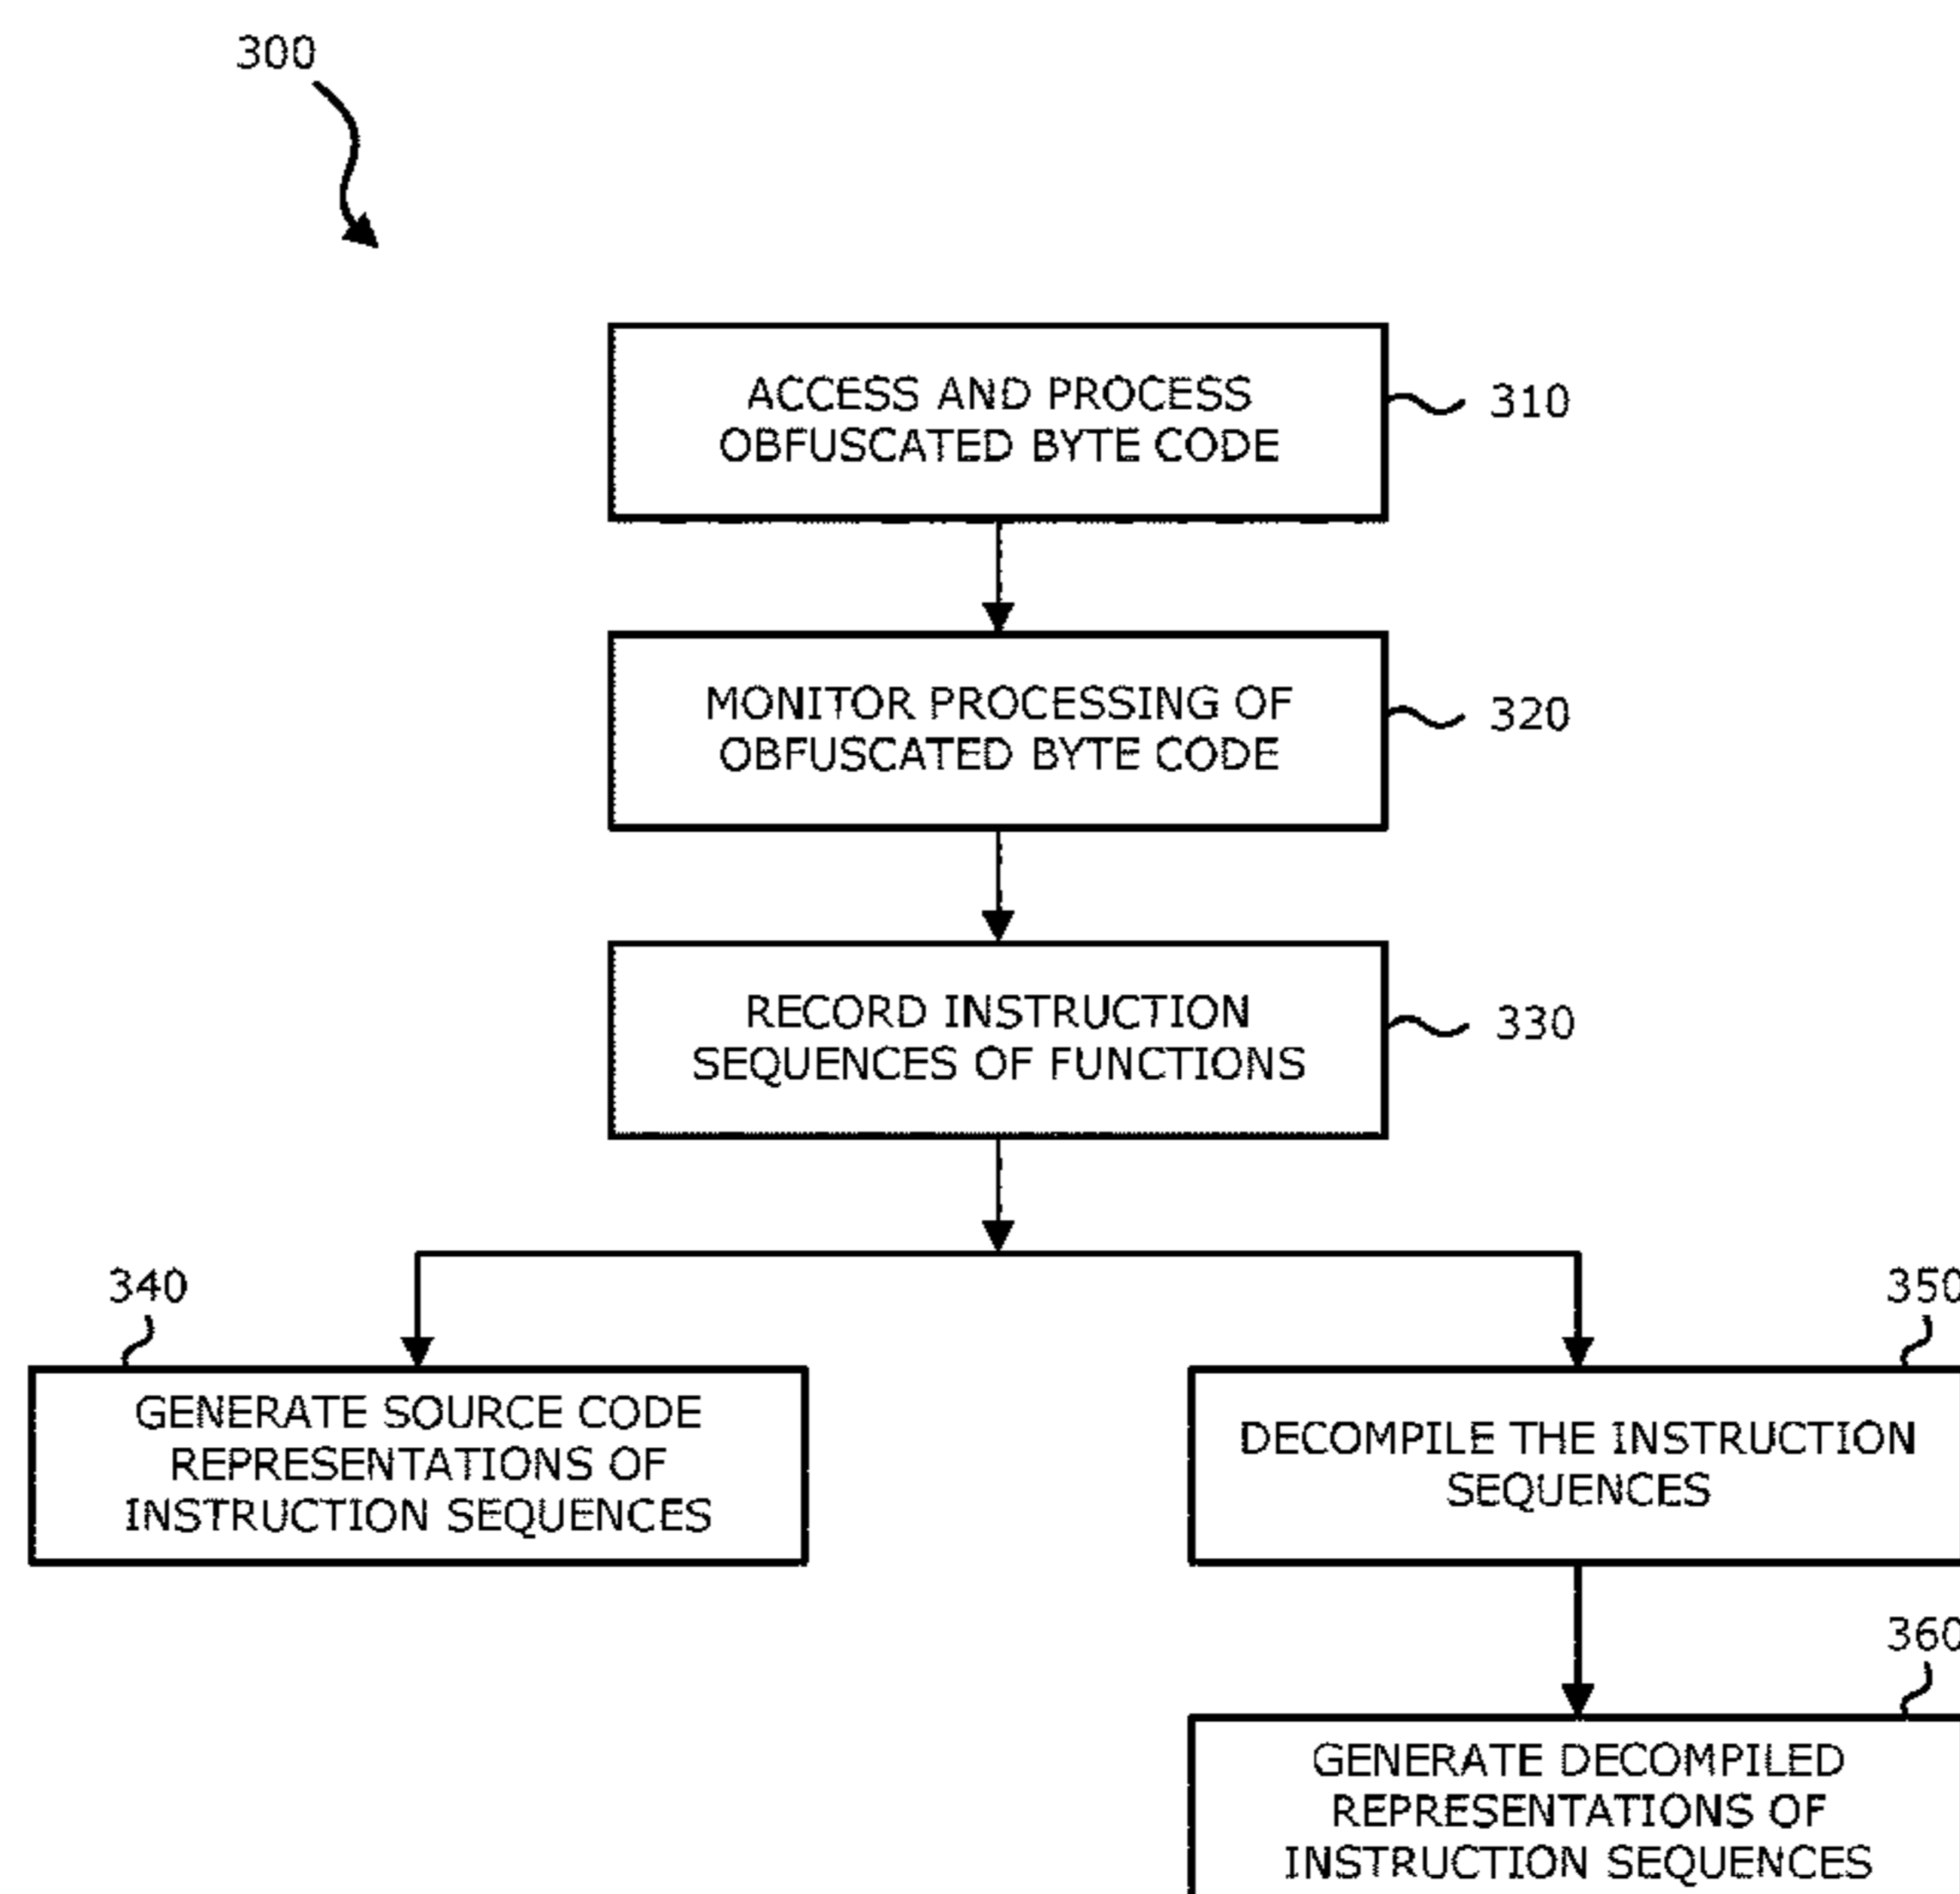 300
ACCESS AND PROCESS
OBFUSCATED BYTE CODE
310
MONITOR PROCESSING OF
OBFUSCATED BYTE CODE
320
RECORD INSTRUCTION
SEQUENCES OF FUNCTIONS
330
340
GENERATE SOURCE CODE
REPRESENTATIONS OF
INSTRUCTION SEQUENCES
350
DECOMPILE THE INSTRUCTION
SEQUENCES
360
GENERATE DECOMPILED
REPRESENTATIONS OF
INSTRUCTION SEQUENCES